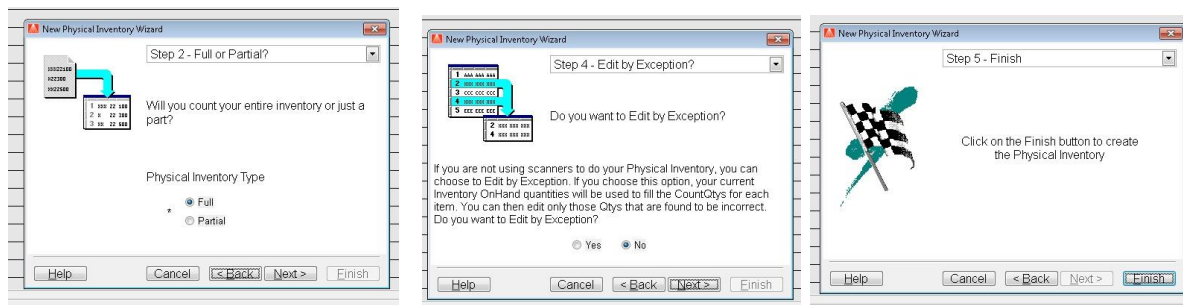 New Physical Inventory Wizard
Step 2 - Full or Partial?
Will you count your entire inventory or just a
part?
Physical Inventory Type
Full
*
Partial
Help
Cancel
< Back
Next >
Finish
New Physical Inventory Wizard
Step 4 - Edit by Exception?
Do you want to Edit by Exception?
If you are not using scanners to do your Physical Inventory, you can
choose to Edit by Exception. If you choose this option, your current
Inventory OnHand quantities will be used to fill the CountQtys for each
item. You can then edit only those Qtys that are found to be incorrect.
Do you want to Edit by Exception?
Yes No
Help
Cancel
< Back
Next >
Finish
New Physical Inventory Wizard
Step 5 - Finish
Click on the Finish button to create
the Physical Inventory
Help
Cancel
< Back
Next >
Finish